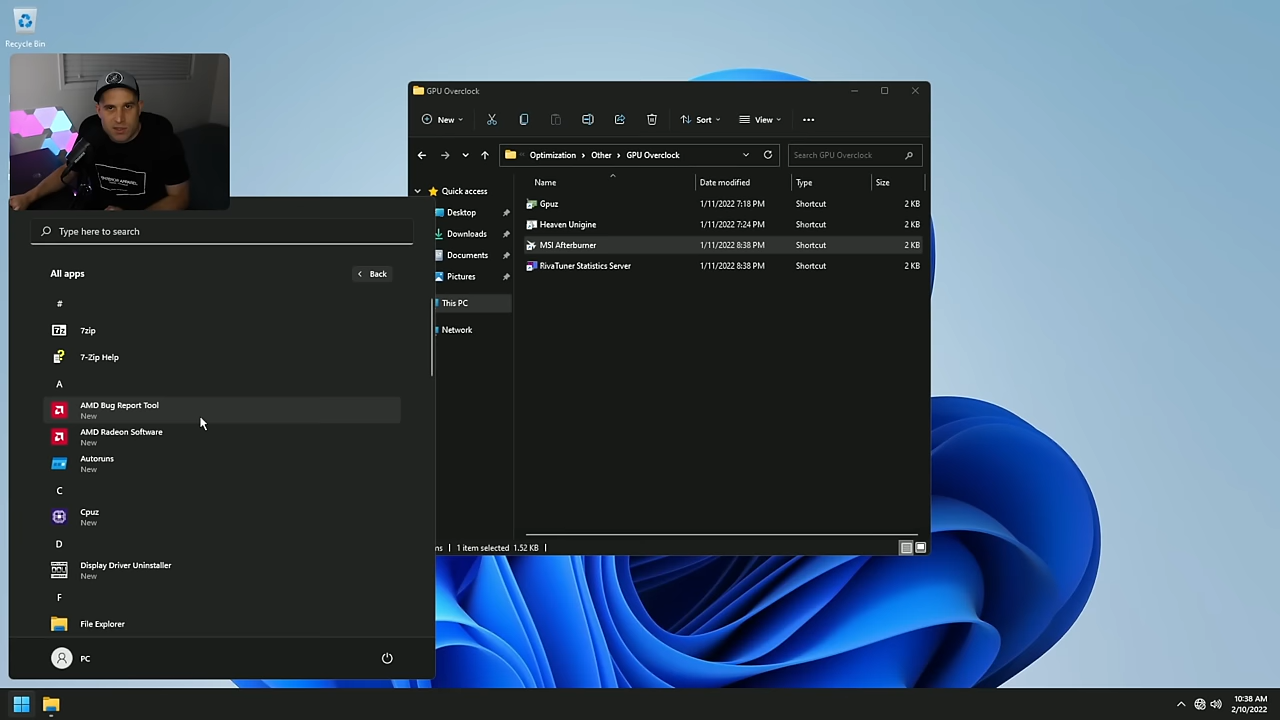 Recycle Bin
GPU Overclock
New
Sort
View
Optimization
Other
GPU Overclock
Search GPU Overclock
Name
Date modified
Type
Size
Quick access
Desktop
Downloads
Documents
Pictures
This PC
Network
Gpuz 1/11/2022 7:18 PM Shortcut 2 KB
Heaven Unigine 1/11/2022 7:24 PM Shortcut 2 KB
MSI Afterburner 1/11/2022 8:38 PM Shortcut 2 KB
RivaTuner Statistics Server 1/11/2022 8:38 PM Shortcut 2 KB
1 item selected 1.52 KB
Type here to search
All apps
Back
#
7zip
7-Zip Help
A
AMD Bug Report Tool
New
AMD Radeon Software
New
Autoruns
New
C
Cpuz
New
D
Display Driver Uninstaller
New
F
File Explorer
PC
10:38 AM
2/10/2022